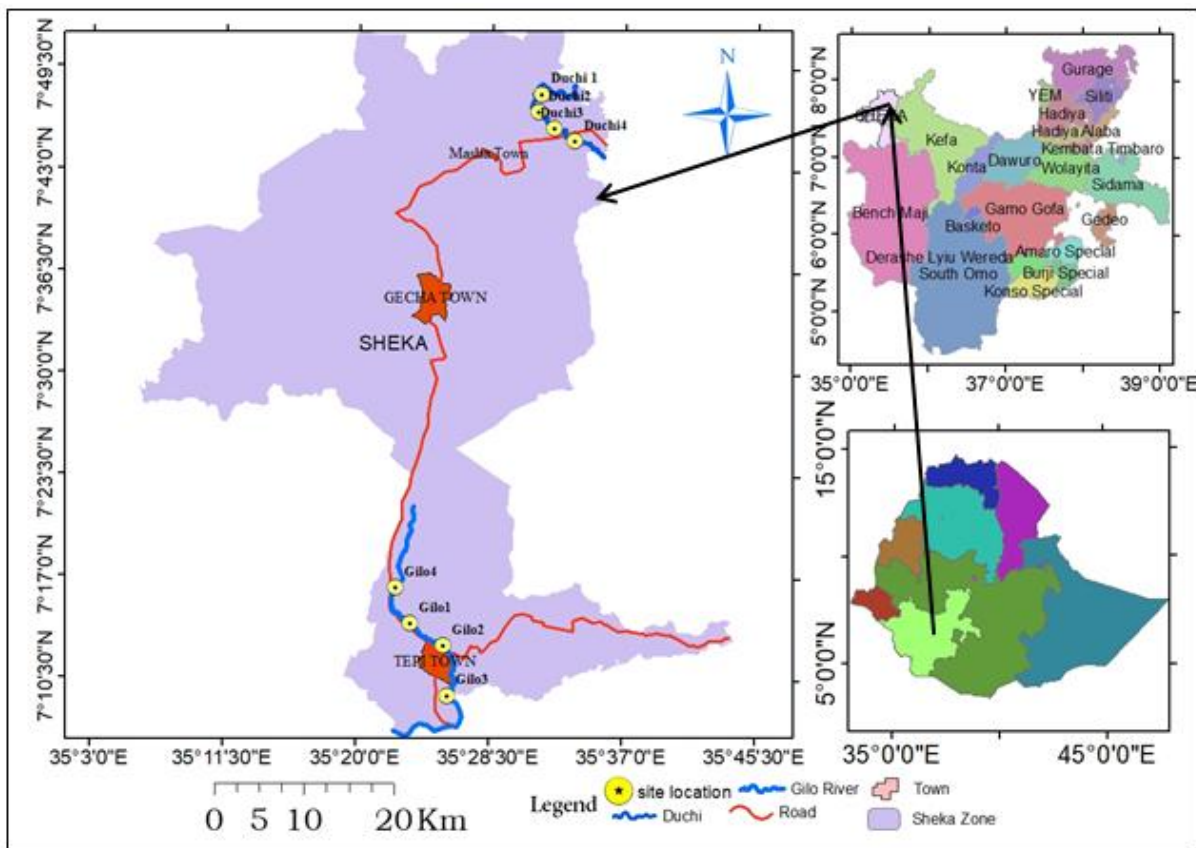 7°49'30"N
7°43'0"N
7°36'30"N
7°30'0"N
7°23'30"N
7°17'0"N
7°10'30"N
35°3'0"E
35°11'30"E
35°20'0"E
35°28'30"E
35°37'0"E
35°45'30"E
N
Duchi 1
Duchi2
Duchi3
Duchi4
Masha Town
GECHA TOWN
SHEKA
Gilo4
Gilo1
Gilo2
TEPI TOWN
Gilo3
8°0'0"N
7°0'0"N
6°0'0"N
5°0'0"N
35°0'0"E
37°0'0"E
39°0'0"E
Gurage
YEM
Siliti
Hadiya
Hadiya Alaba
SHEKA
Kefa
Kembata Timbaro
Konta
Dawuro
Wolayita
Sidama
Bench Maji
Gamo Gofa
Gedeo
Basketo
Amaro Special
Derashe Lyiu Wereda
South Omo
Burji Special
Konso Special
15°0'0"N
5°0'0"N
35°0'0"E
45°0'0"E
0 5 10 20 Km
Legend
site location
Gilo River
Town
Duchi
Road
Sheka Zone